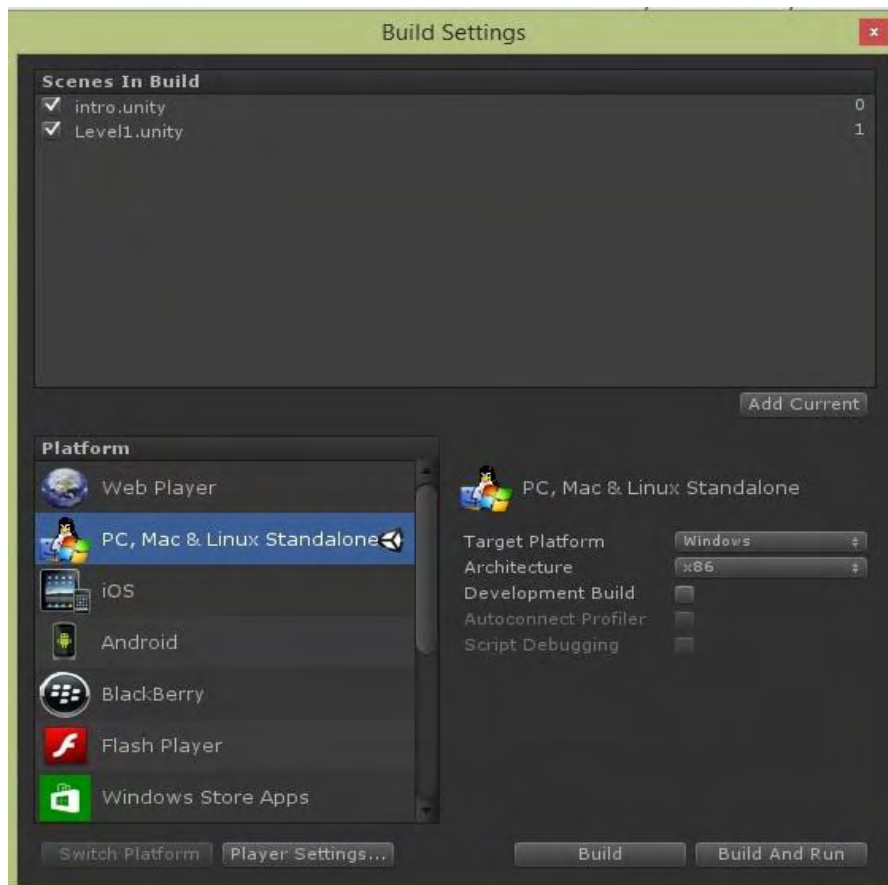 Build Settings
x
Scenes In Build
intro.unity 0
Level1.unity 1
Add Current
Platform
Web Player
PC, Mac & Linux Standalone
iOS
Android
BlackBerry
Flash Player
Windows Store Apps
PC, Mac & Linux Standalone
Target Platform Windows
Architecture x86
Development Build
Autoconnect Profiler
Script Debugging
Switch Platform Player Settings... Build Build And Run